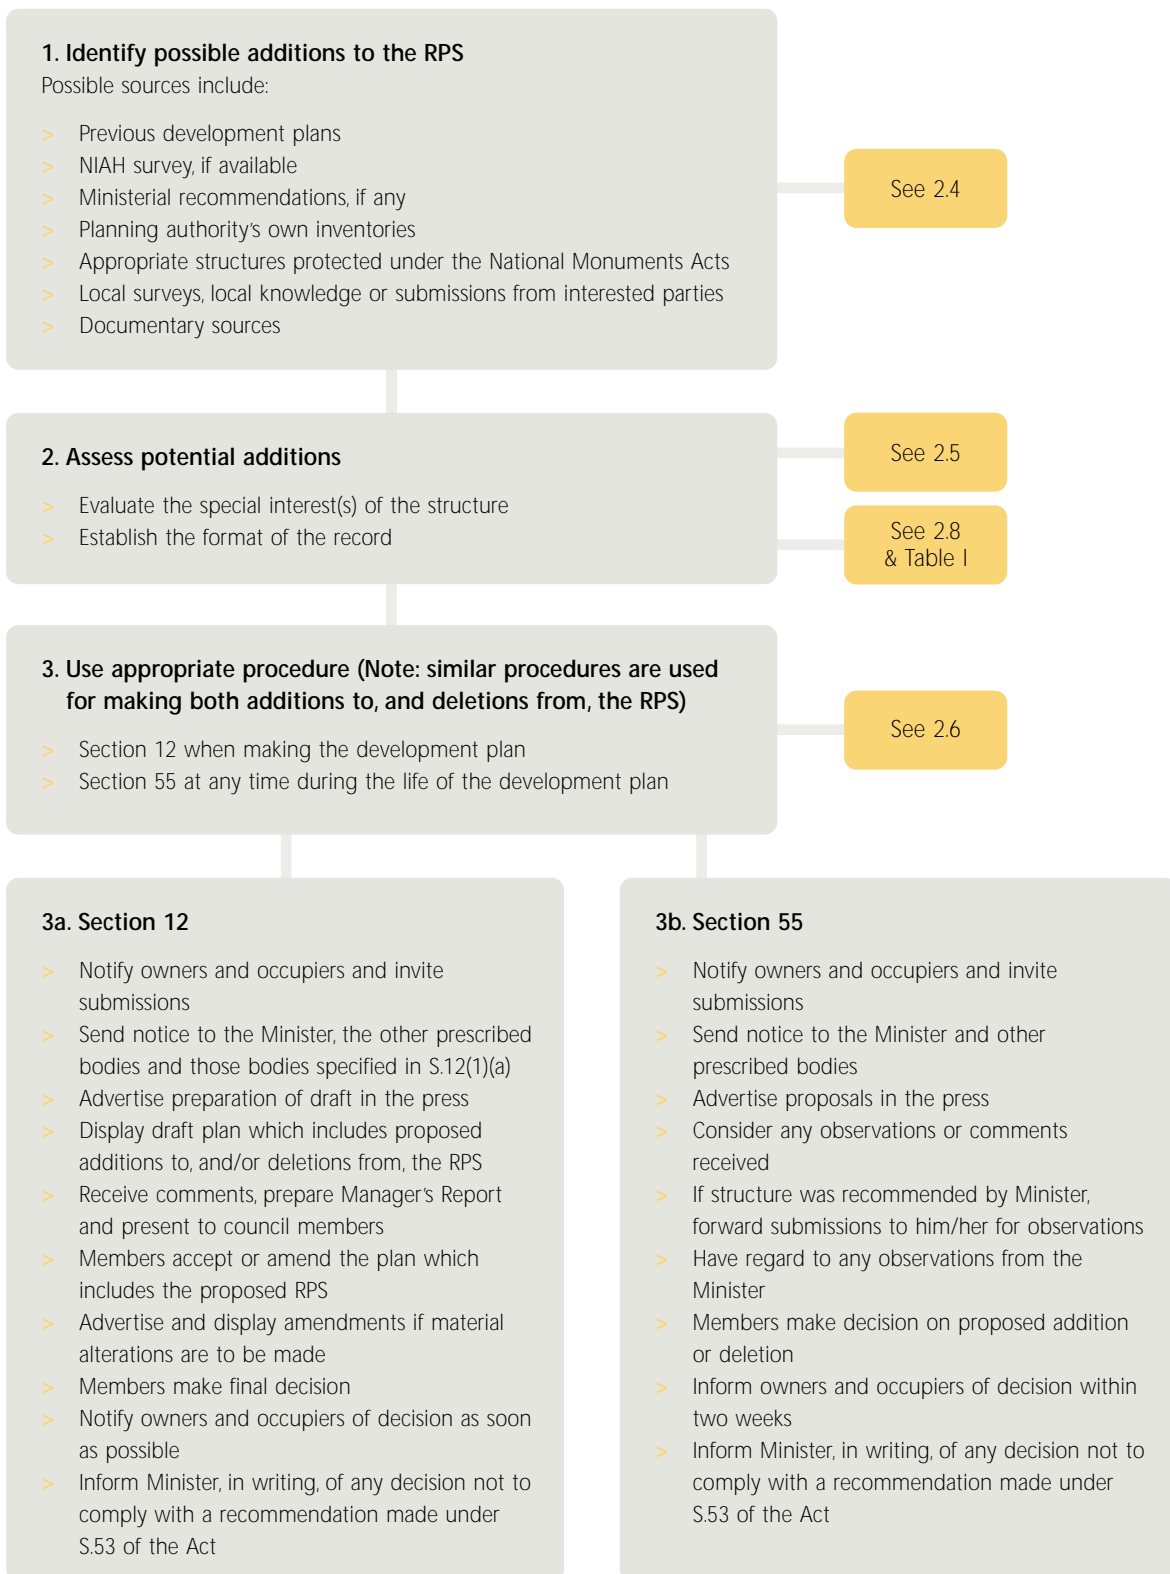 1. Identify possible additions to the RPS
Possible sources include:
> Previous development plans
> NIAH survey, if available
> Ministerial recommendations, if any
> Planning authority's own inventories
> Appropriate structures protected under the National Monuments Acts
> Local surveys, local knowledge or submissions from interested parties
> Documentary sources
See 2.4
2. Assess potential additions
> Evaluate the special interest(s) of the structure
> Establish the format of the record
See 2.5
See 2.8
& Table I
3. Use appropriate procedure (Note: similar procedures are used
for making both additions to, and deletions from, the RPS)
> Section 12 when making the development plan
> Section 55 at any time during the life of the development plan
See 2.6
3a. Section 12
> Notify owners and occupiers and invite
submissions
> Send notice to the Minister, the other prescribed
bodies and those bodies specified in S.12(1)(a)
> Advertise preparation of draft in the press
> Display draft plan which includes proposed
additions to, and/or deletions from, the RPS
> Receive comments, prepare Manager's Report
and present to council members
> Members accept or amend the plan which
includes the proposed RPS
> Advertise and display amendments if material
alterations are to be made
> Members make final decision
> Notify owners and occupiers of decision as soon
as possible
> Inform Minister, in writing, of any decision not to
comply with a recommendation made under
S.53 of the Act
3b. Section 55
> Notify owners and occupiers and invite
submissions
> Send notice to the Minister and other
prescribed bodies
> Advertise proposals in the press
> Consider any observations or comments
received
> If structure was recommended by Minister,
forward submissions to him/her for observations
> Have regard to any observations from the
Minister
> Members make decision on proposed addition
or deletion
> Inform owners and occupiers of decision within
two weeks
> Inform Minister, in writing, of any decision not to
comply with a recommendation made under
S.53 of the Act